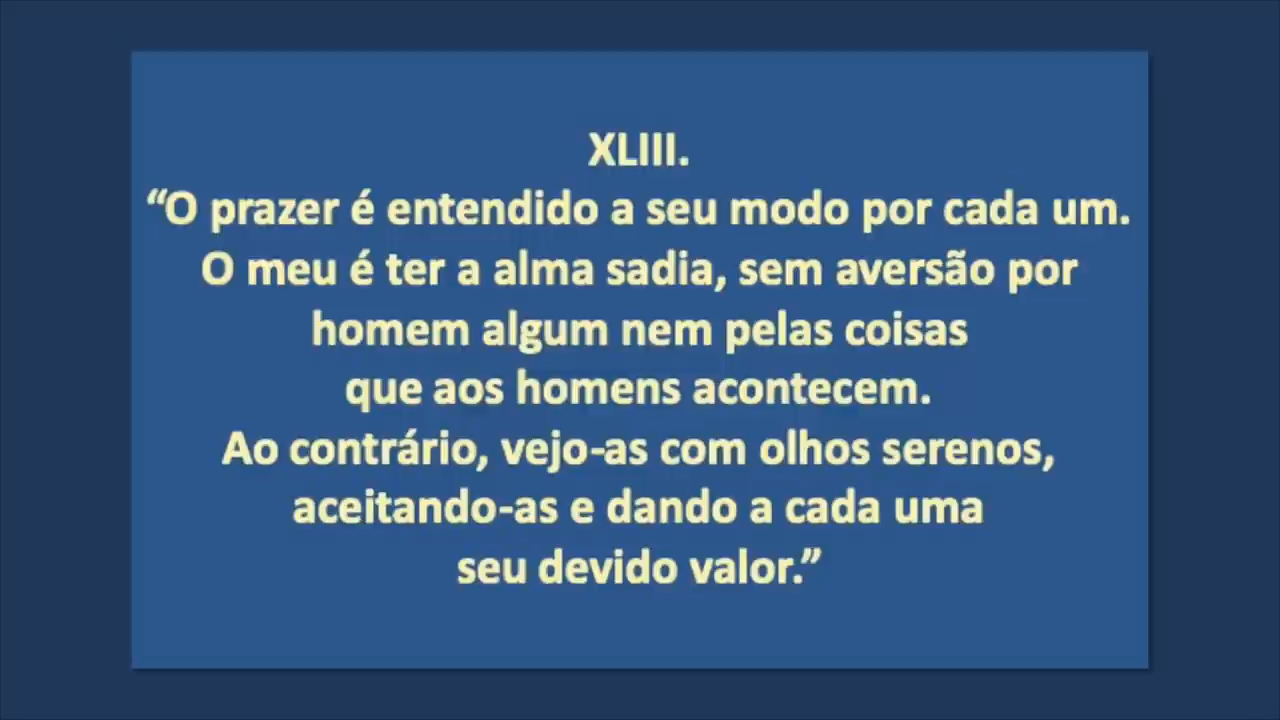 XLIII.
“O prazer é entendido a seu modo por cada um.
O meu é ter a alma sadia, sem aversão por
homem algum nem pelas coisas
que aos homens acontecem.
Ao contrário, vejo-as com olhos serenos,
aceitando-as e dando a cada uma
seu devido valor.”